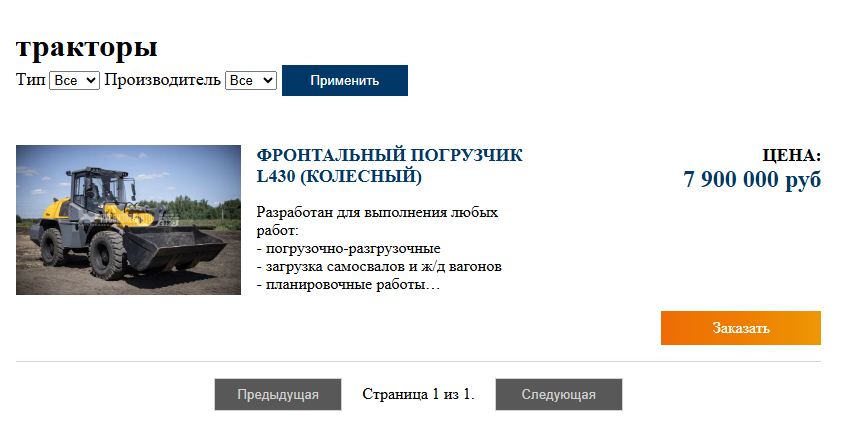 тракторы
Тип Все Производитель Все Применить
ФРОНТАЛЬНЫЙ ПОГРУЗЧИК
L430 (КОЛЕСНЫЙ)
ЦЕНА:
7 900 000 руб
Разработан для выполнения любых
работ:
- погрузочно-разгрузочные
- загрузка самосвалов и ж/д вагонов
- планировочные работы…
Заказать
Предыдущая Страница 1 из 1. Следующая